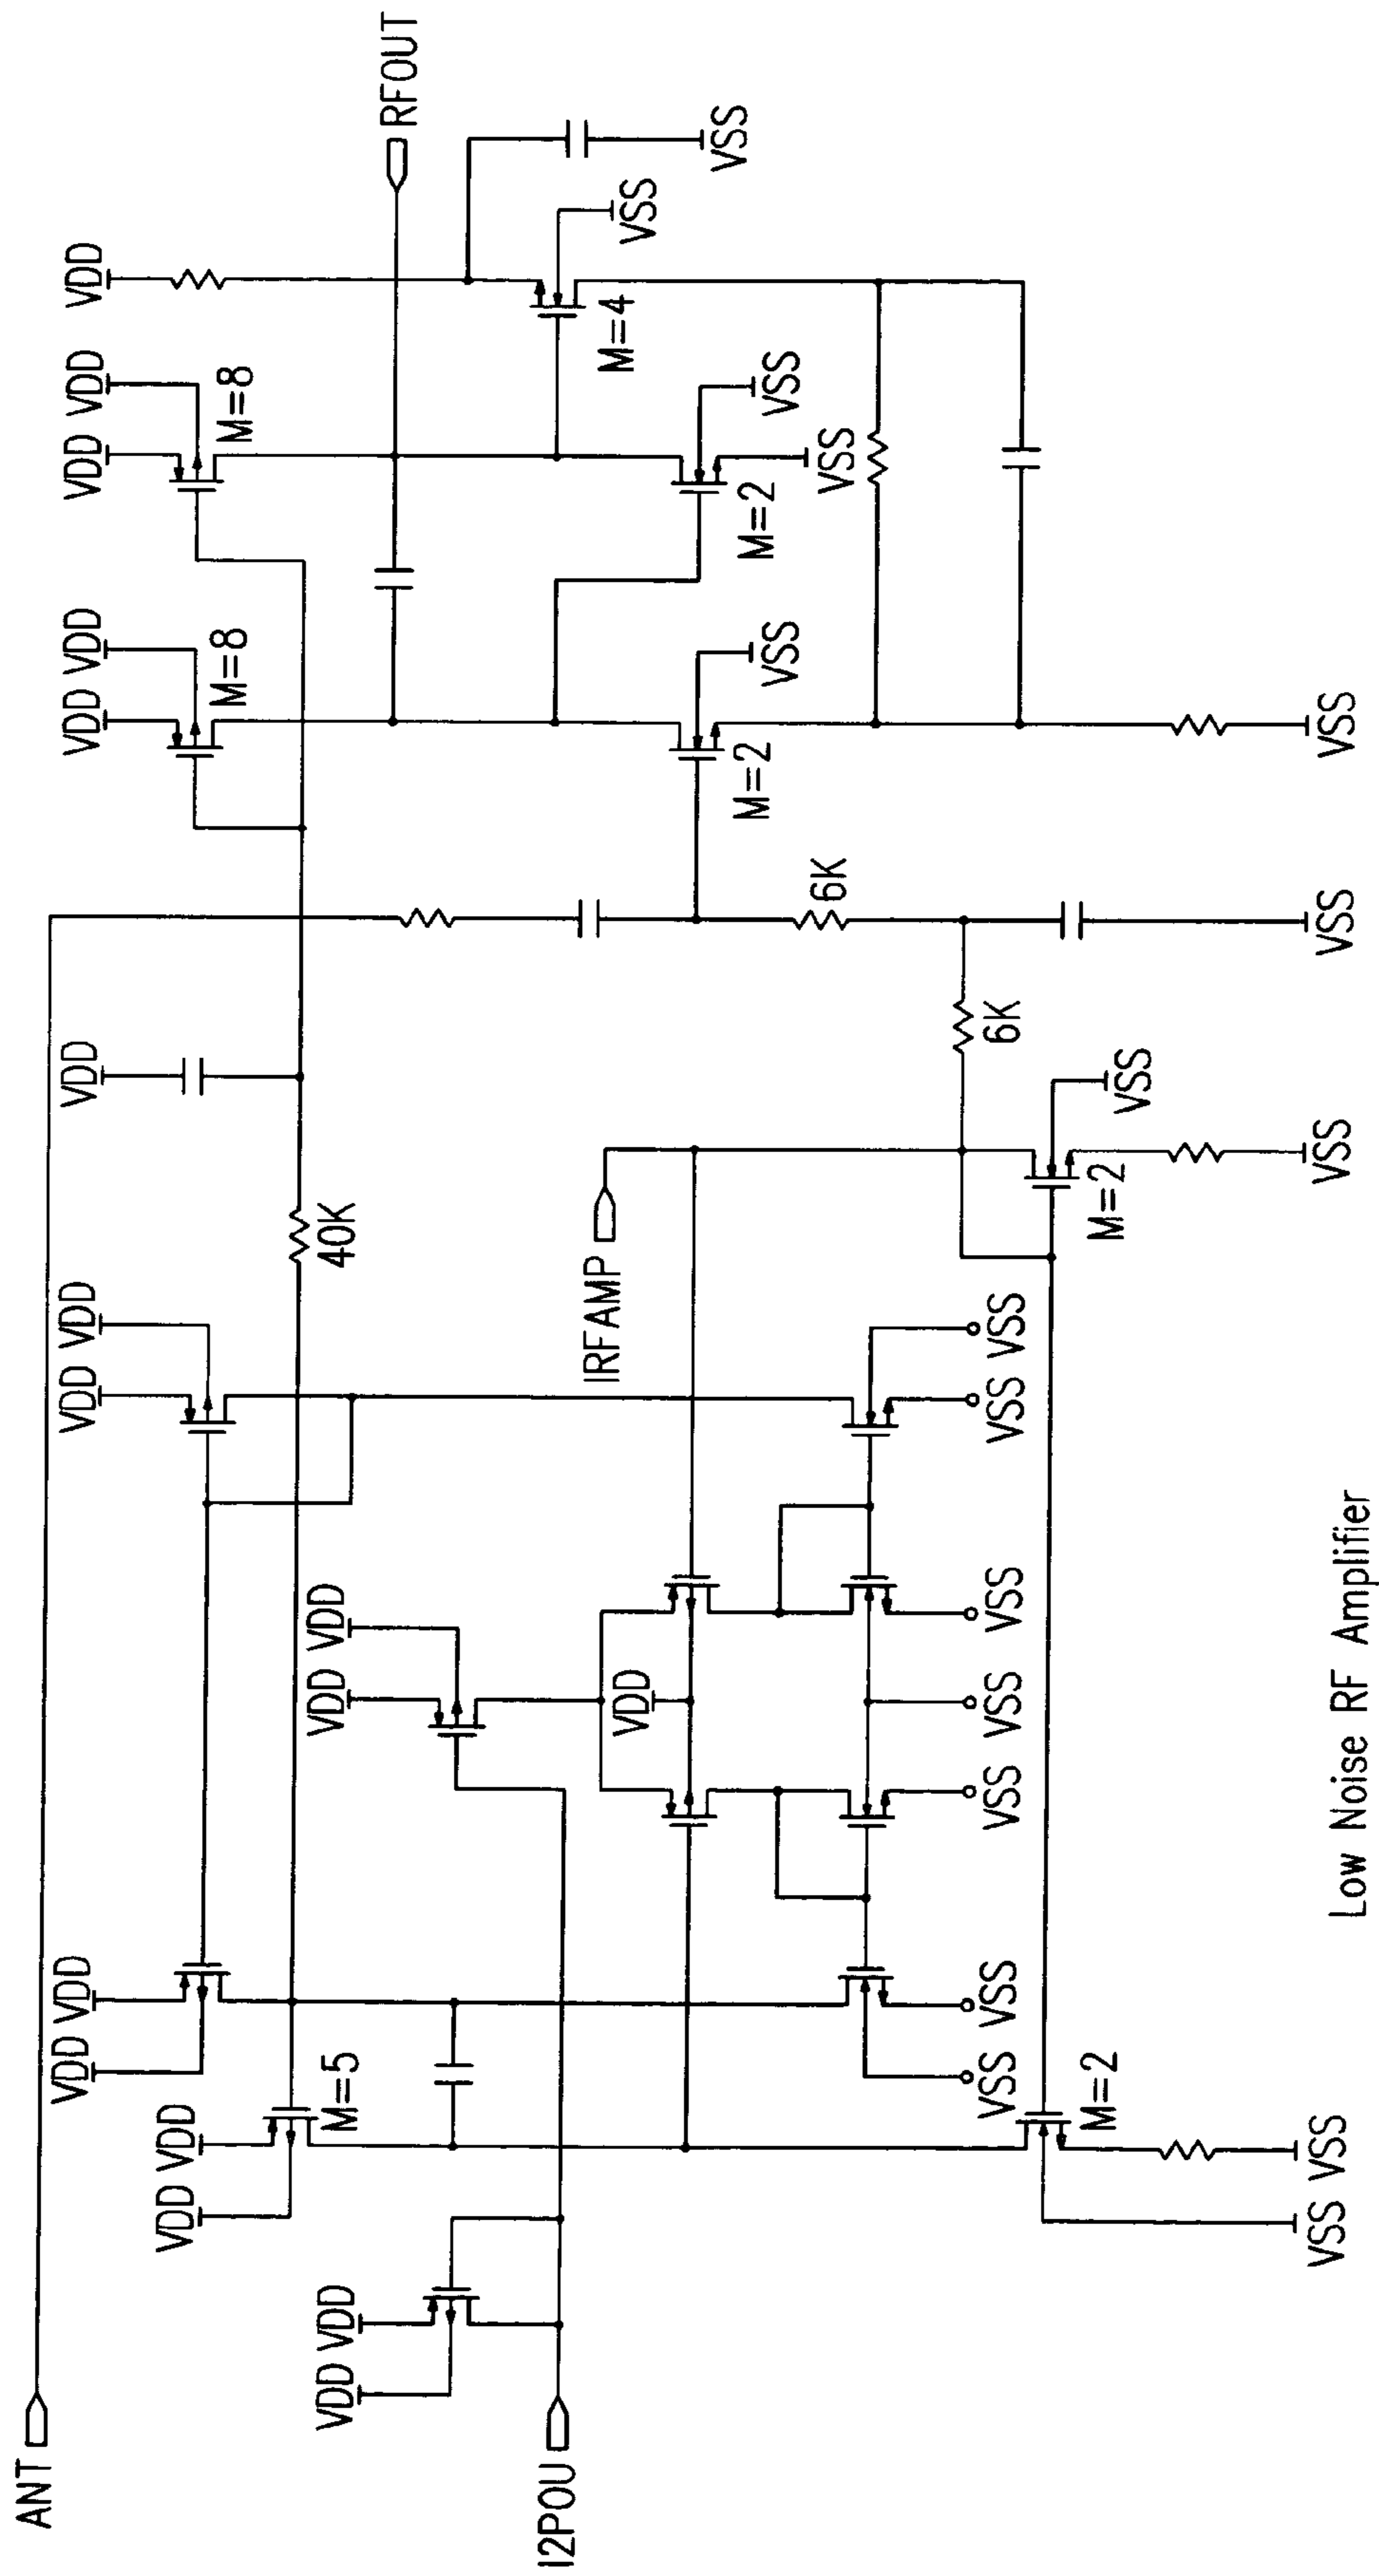 ANT
VDD
VDD
VDD
VDD
VDD
VDD
VDD
VDD
VDD
VDD
VDD
VDD
M=8
M=8
VDD
VDD
M=5
VDD
VDD
40K
RFOUT
I2POU
IRFAMP
M=4
VDD
VSS
VSS
M=2
M=2
VSS
VSS
6K
VSS
VSS
VSS
VSS
VSS
VSS
VSS
VSS
6K
M=2
M=2
VSS
VSS
VSS
VSS
VSS
VSS
Low Noise RF Amplifier